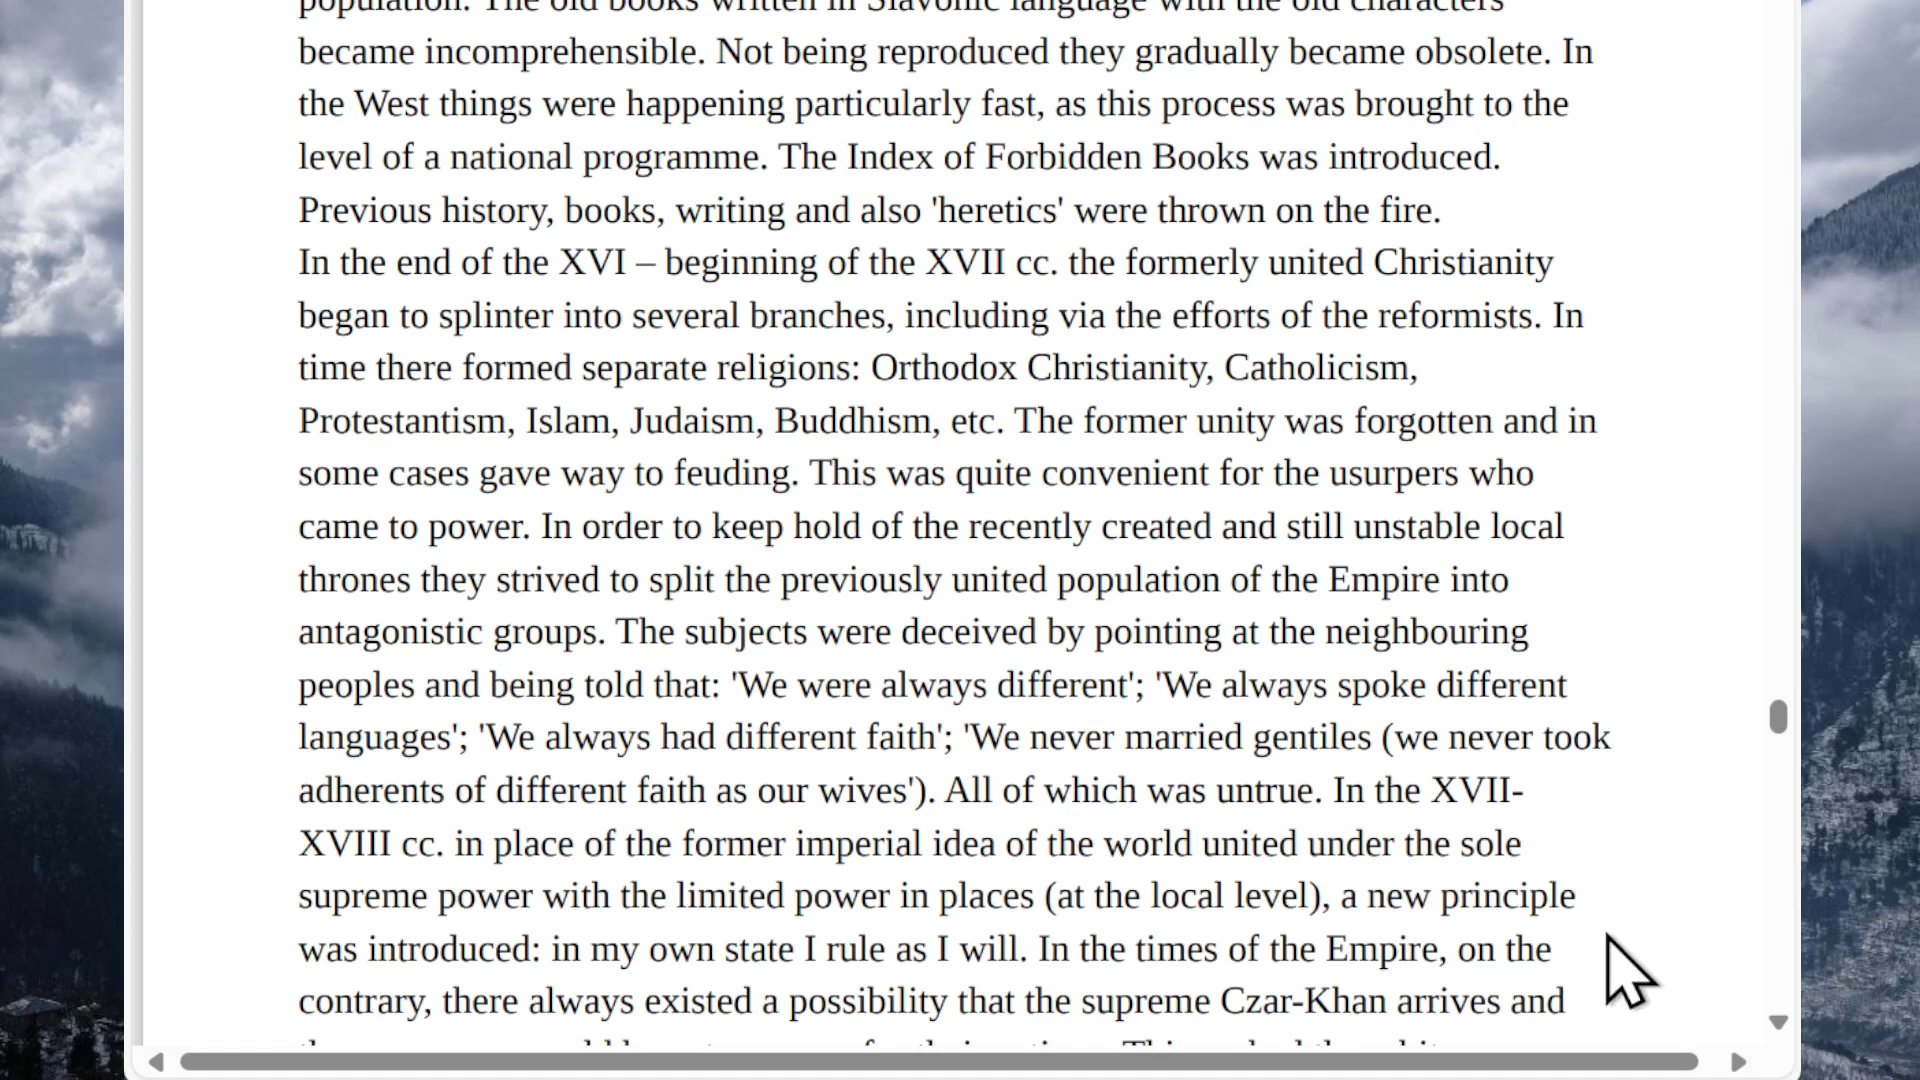 population. The old books written in Slavonic language with the old characters
became incomprehensible. Not being reproduced they gradually became obsolete. In
the West things were happening particularly fast, as this process was brought to the
level of a national programme. The Index of Forbidden Books was introduced.
Previous history, books, writing and also 'heretics' were thrown on the fire.
In the end of the XVI – beginning of the XVII cc. the formerly united Christianity
began to splinter into several branches, including via the efforts of the reformists. In
time there formed separate religions: Orthodox Christianity, Catholicism,
Protestantism, Islam, Judaism, Buddhism, etc. The former unity was forgotten and in
some cases gave way to feuding. This was quite convenient for the usurpers who
came to power. In order to keep hold of the recently created and still unstable local
thrones they strived to split the previously united population of the Empire into
antagonistic groups. The subjects were deceived by pointing at the neighbouring
peoples and being told that: 'We were always different'; 'We always spoke different
languages'; 'We always had different faith'; 'We never married gentiles (we never took
adherents of different faith as our wives'). All of which was untrue. In the XVII-
XVIII cc. in place of the former imperial idea of the world united under the sole
supreme power with the limited power in places (at the local level), a new principle
was introduced: in my own state I rule as I will. In the times of the Empire, on the
contrary, there always existed a possibility that the supreme Czar-Khan arrives and